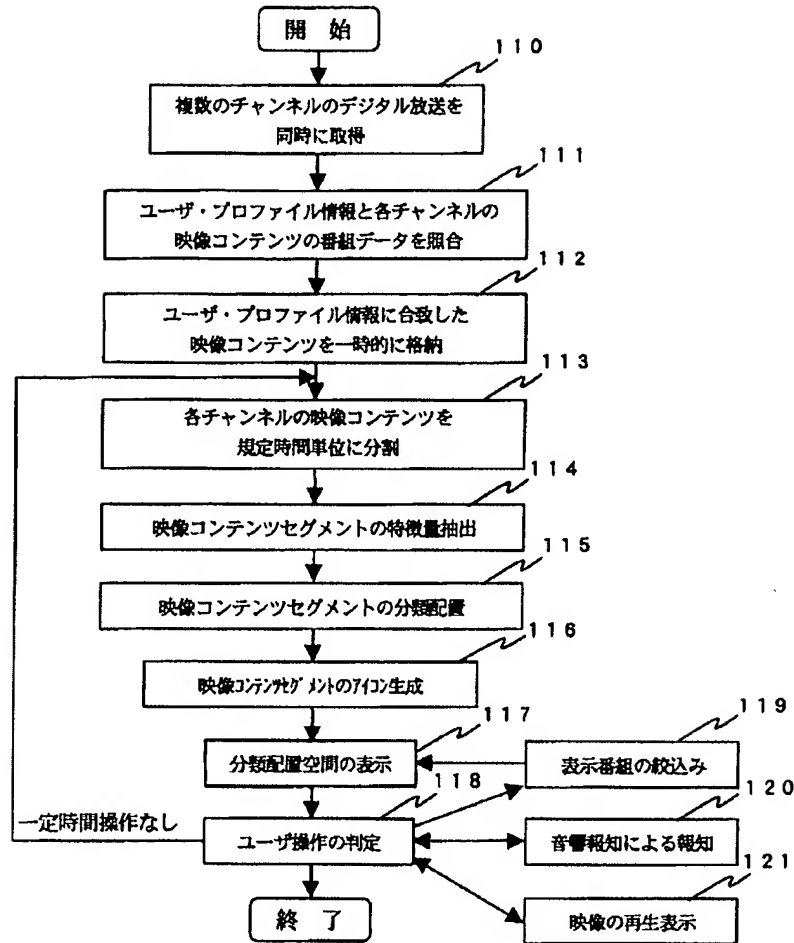 開 始
110
複数のチャンネルのデジタル放送を
同時に取得
111
ユーザ・プロファイル情報と各チャンネルの
映像コンテンツの番組データを照合
112
ユーザ・プロファイル情報に合致した
映像コンテンツを一時的に格納
113
各チャンネルの映像コンテンツを
規定時間単位に分割
114
映像コンテンツセグメントの特徴量抽出
115
映像コンテンツセグメントの分類配置
116
映像コンテンツセグメントのアイコン生成
117
分類配置空間の表示
119
表示番組の絞込み
118
一定時間操作なし
ユーザ操作の判定
120
音響報知による報知
121
映像の再生表示
終 了